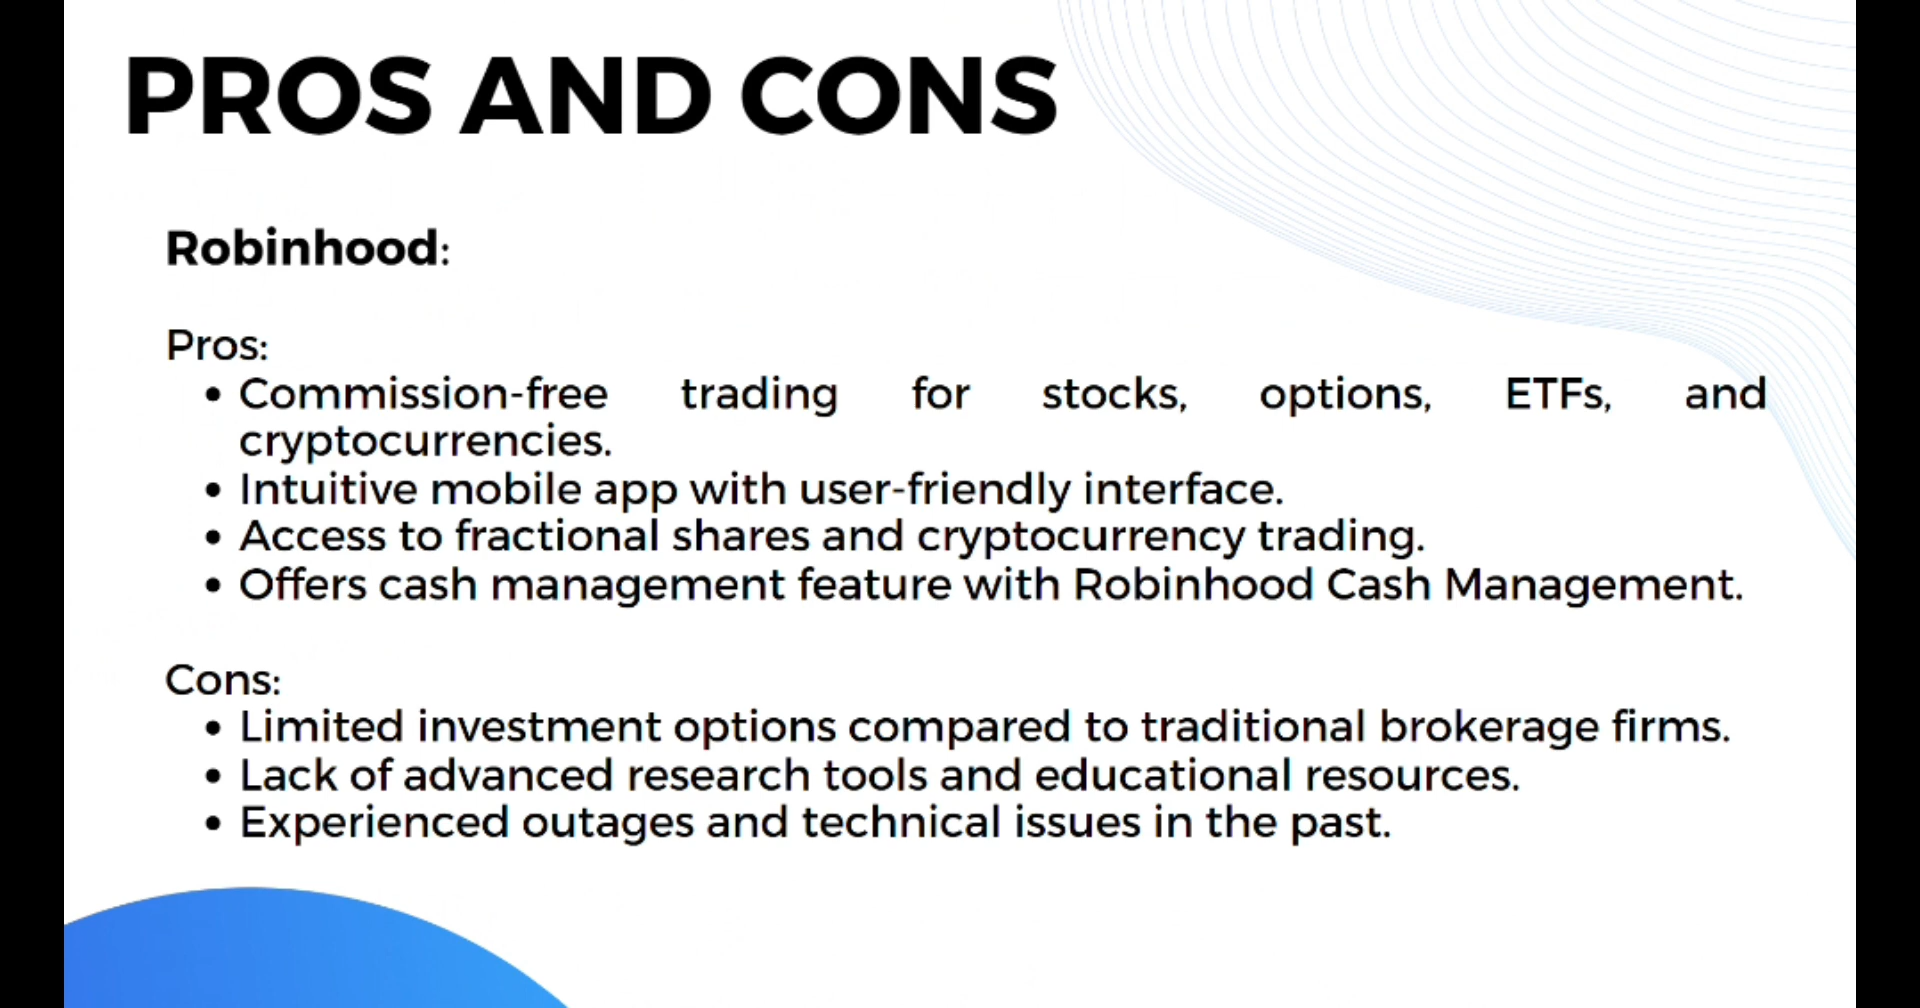 PROS AND CONS
Robinhood:
Pros:
• Commission-free trading for stocks, options, ETFs, and
cryptocurrencies.
• Intuitive mobile app with user-friendly interface.
• Access to fractional shares and cryptocurrency trading.
• Offers cash management feature with Robinhood Cash Management.
Cons:
• Limited investment options compared to traditional brokerage firms.
• Lack of advanced research tools and educational resources.
• Experienced outages and technical issues in the past.